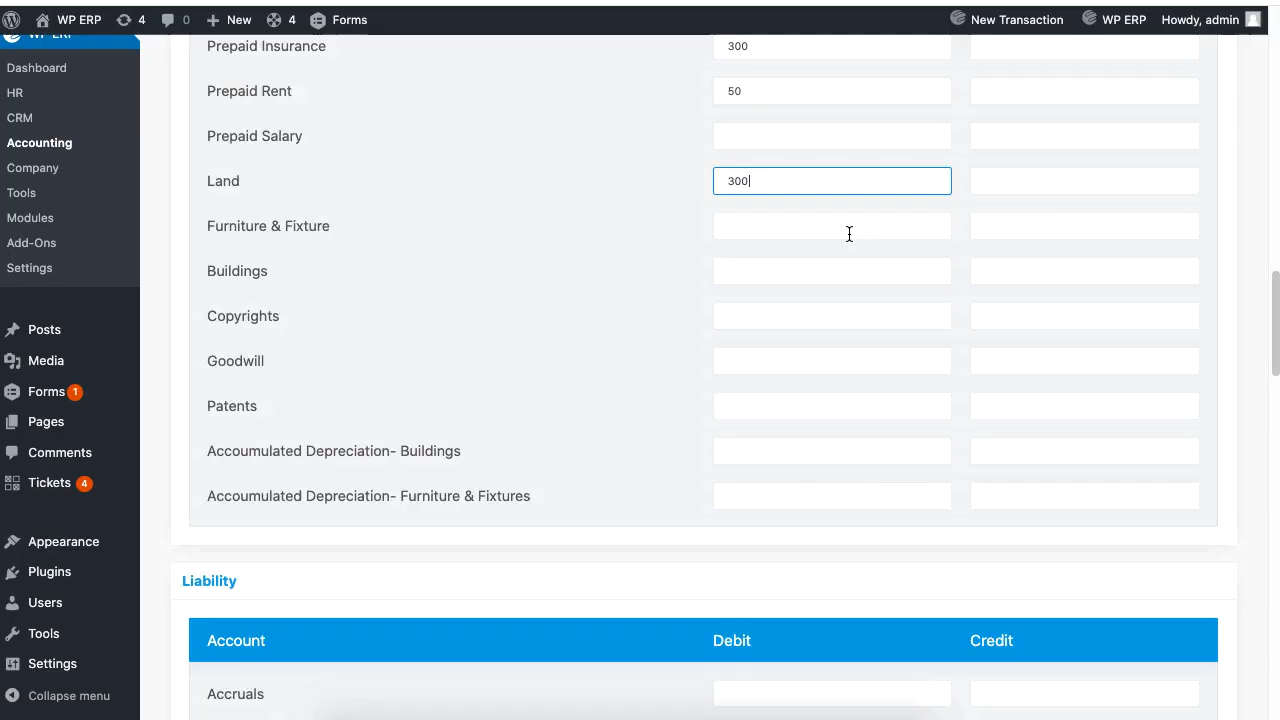 WP ERP 4 0 New 4 Forms New Transaction WP ERP Howdy, admin
WP ERP
Dashboard
HR
CRM
Accounting
Company
Tools
Modules
Add-Ons
Settings
Posts
Media
Forms 1
Pages
Comments
Tickets 4
Appearance
Plugins
Users
Tools
Settings
Collapse menu
Prepaid Insurance 300
Prepaid Rent 50
Prepaid Salary
Land 300
Furniture & Fixture
Buildings
Copyrights
Goodwill
Patents
Accoumulated Depreciation- Buildings
Accoumulated Depreciation- Furniture & Fixtures
Liability
Account Debit Credit
Accruals